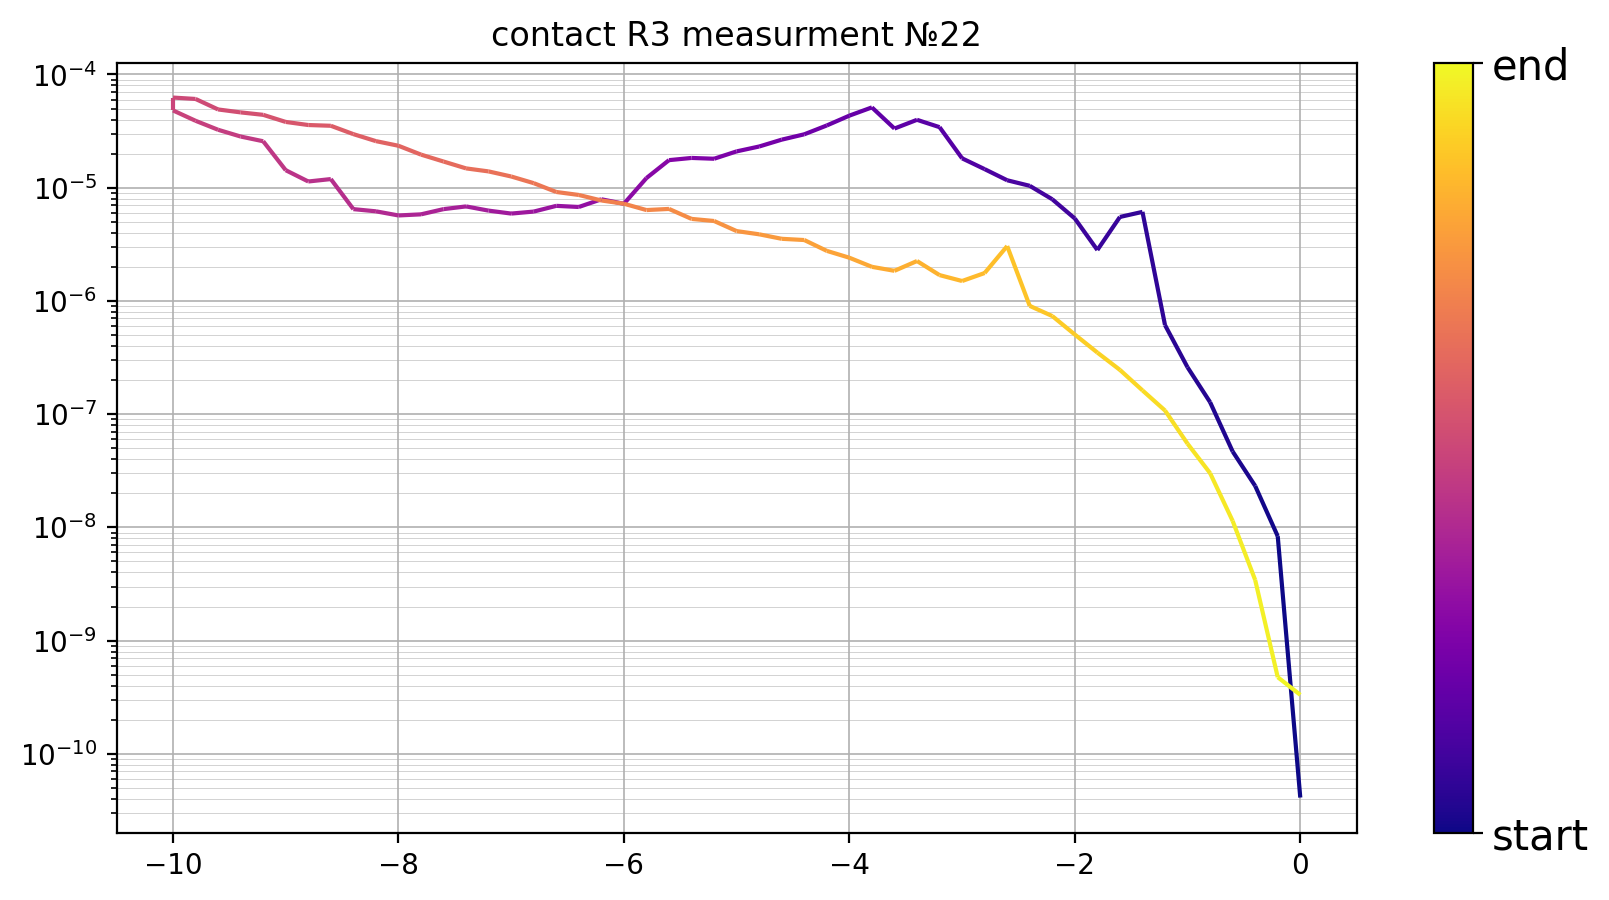 contact R3 measurment №22
10⁻⁴
10⁻⁵
10⁻⁶
10⁻⁷
10⁻⁸
10⁻⁹
10⁻¹⁰
−10 −8 −6 −4 −2 0
end
start